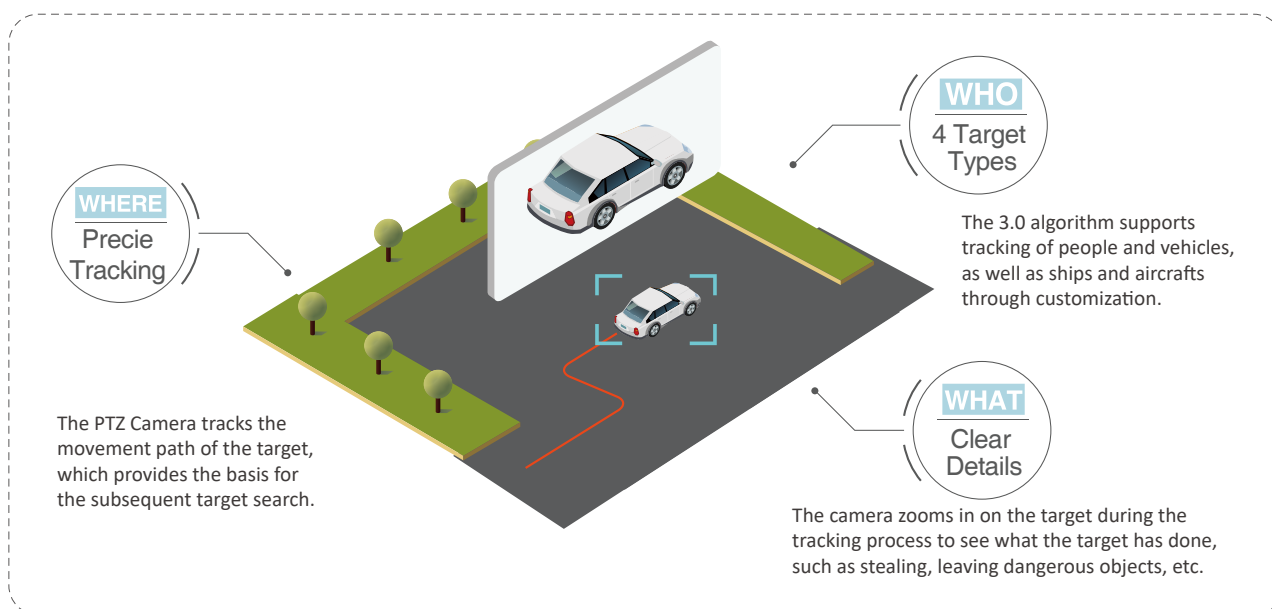 WHERE
Precie
Tracking
The PTZ Camera tracks the
movement path of the target,
which provides the basis for
the subsequent target search.
WHO
4 Target
Types
The 3.0 algorithm supports
tracking of people and vehicles,
as well as ships and aircrafts
through customization.
WHAT
Clear
Details
The camera zooms in on the target during the
tracking process to see what the target has done,
such as stealing, leaving dangerous objects, etc.